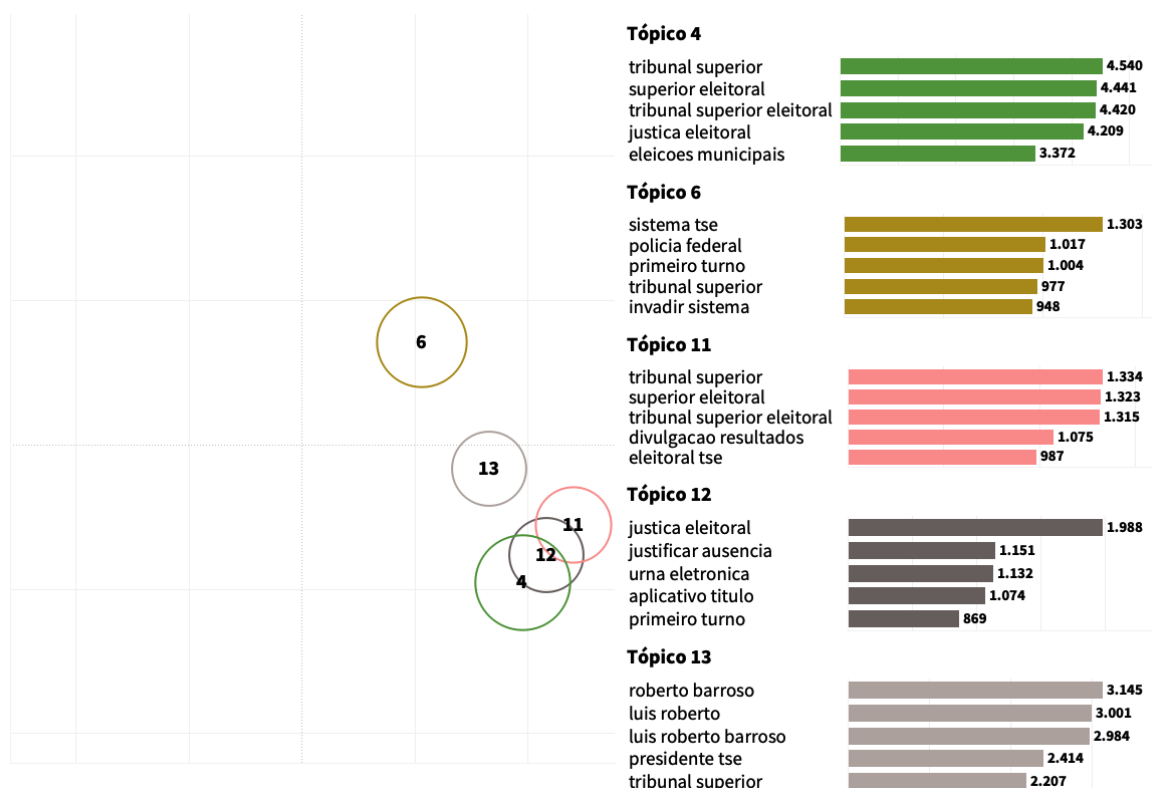 6
13
11
12
4
Tópico 4
tribunal superior 4.540
superior eleitoral 4.441
tribunal superior eleitoral 4.420
justica eleitoral 4.209
eleicoes municipais 3.372
Tópico 6
sistema tse 1.303
policia federal 1.017
primeiro turno 1.004
tribunal superior 977
invadir sistema 948
Tópico 11
tribunal superior 1.334
superior eleitoral 1.323
tribunal superior eleitoral 1.315
divulgacao resultados 1.075
eleitoral tse 987
Tópico 12
justica eleitoral 1.988
justificar ausencia 1.151
urna eletronica 1.132
aplicativo titulo 1.074
primeiro turno 869
Tópico 13
roberto barroso 3.145
luis roberto 3.001
luis roberto barroso 2.984
presidente tse 2.414
tribunal superior 2.207